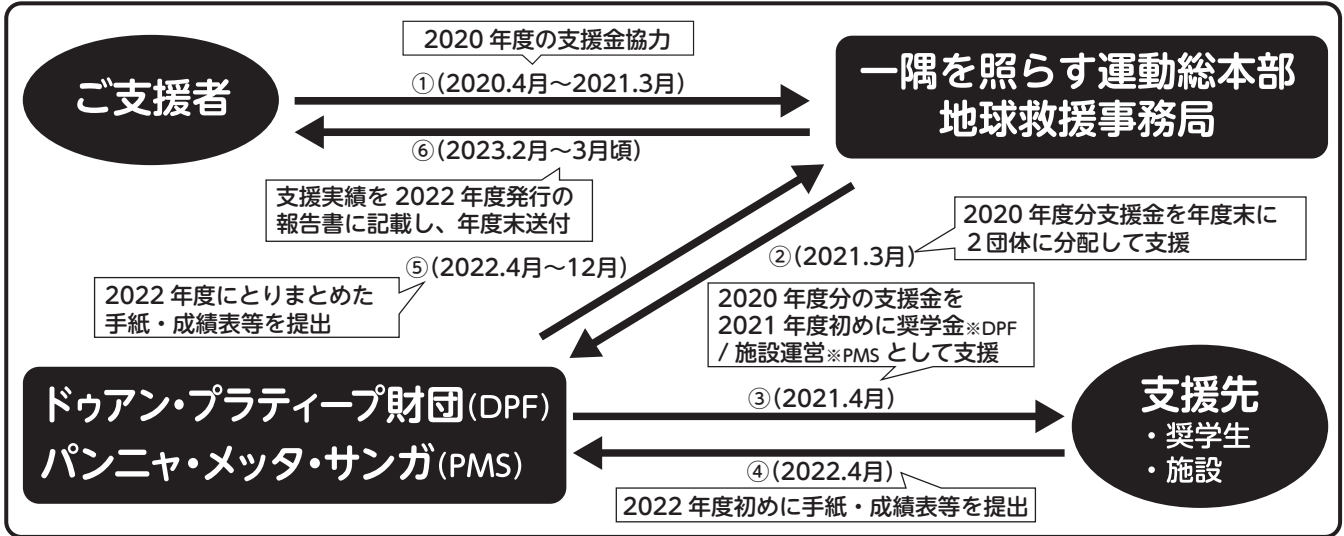 2020 年度の支援金協力
ご支援者
①(2020.4月～2021.3月)
一隅を照らす運動総本部
地球救援事務局
⑥(2023.2月～3月頃)
支援実績を 2022 年度発行の
報告書に記載し、年度末送付
2020 年度分支援金を年度末に
２団体に分配して支援
②(2021.3月)
⑤(2022.4月～12月)
2022 年度にとりまとめた
手紙・成績表等を提出
2020 年度分の支援金を
2021 年度初めに奨学金※DPF
/ 施設運営※PMS として支援
ドゥアン・プラティープ財団(DPF)
パンニャ・メッタ・サンガ(PMS)
③(2021.4月)
支援先
・奨学生
・施設
④(2022.4月)
2022 年度初めに手紙・成績表等を提出